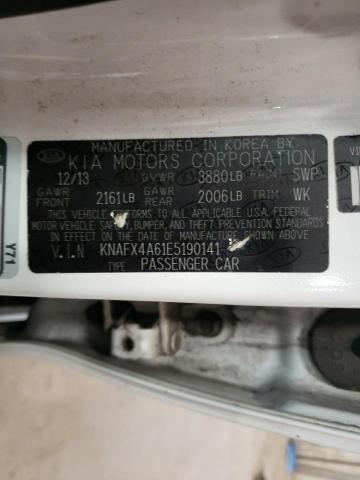 MANUFACTURED IN KOREA BY
KIA MOTORS CORPORATION
12/13 GVWR 3880LB PAINT SWP
GAWR FRONT 2161LB GAWR REAR 2006LB TRIM WK
THIS VEHICLE CONFORMS TO ALL APPLICABLE U.S.A. FEDERAL
MOTOR VEHICLE SAFETY, BUMPER, AND THEFT PREVENTION STANDARDS
IN EFFECT ON THE DATE OF MANUFACTURE SHOWN ABOVE.
V.I.N KNAFX4A61E5190141
TYPE PASSENGER CAR
Y71
VI